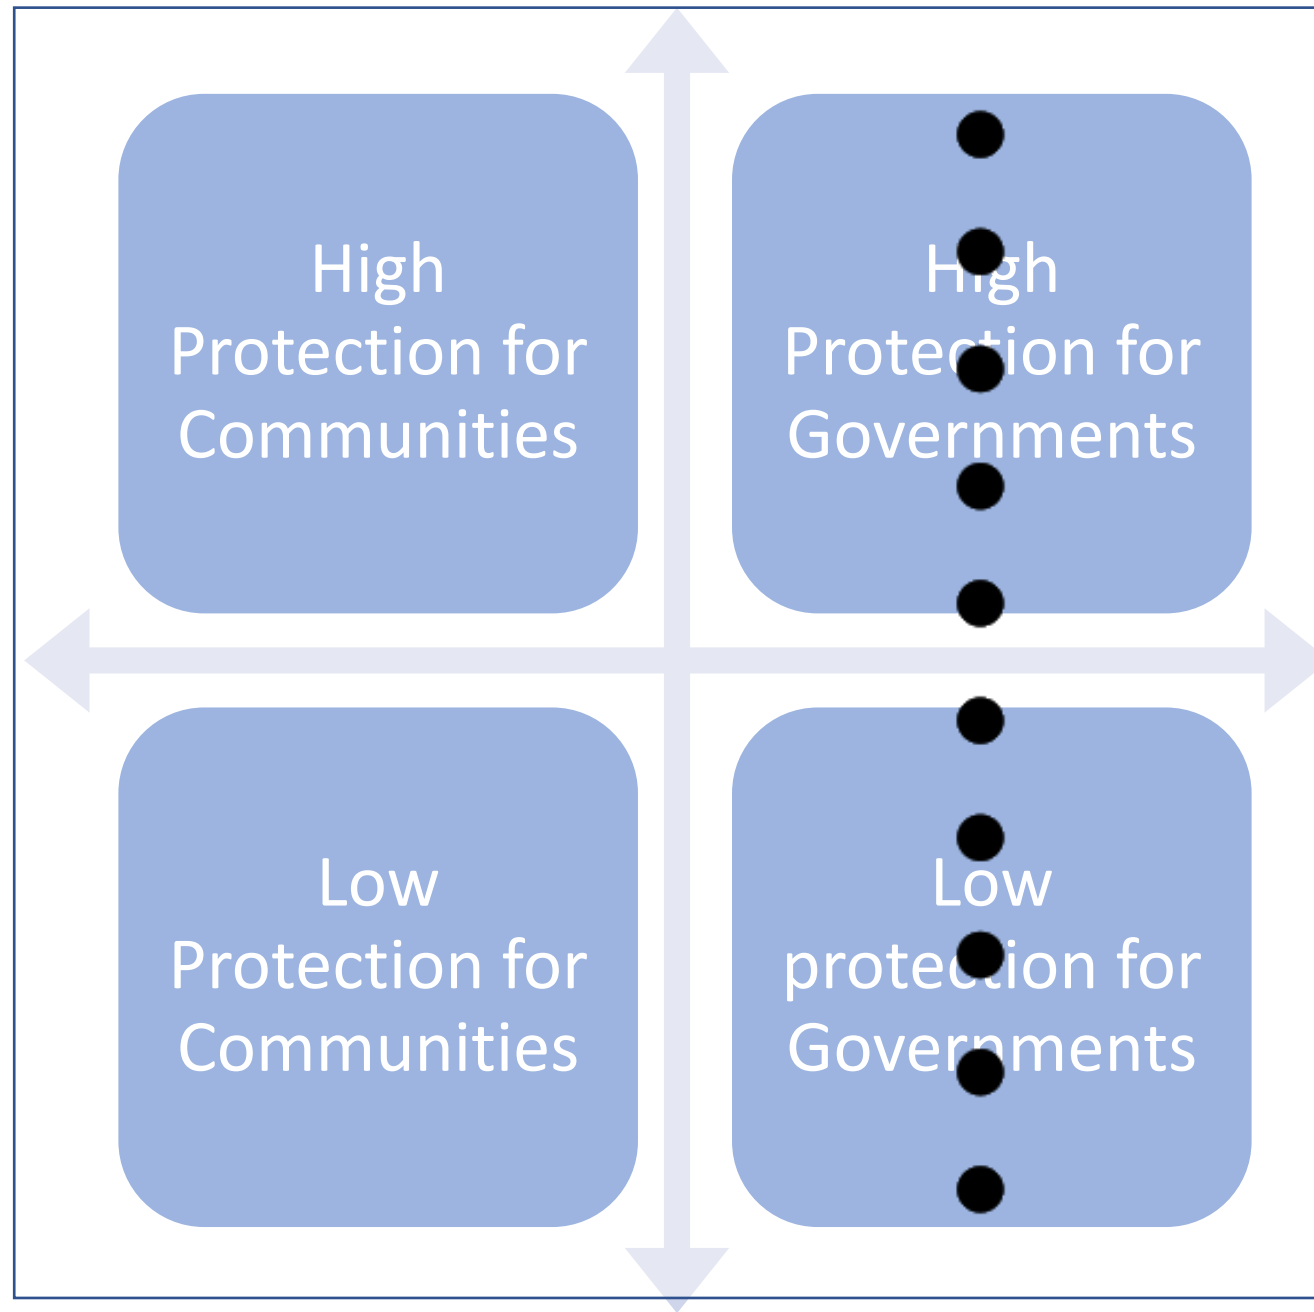 High
Protection for
Communities
High
Protection for
Governments
Low
Protection for
Communities
Low
protection for
Governments